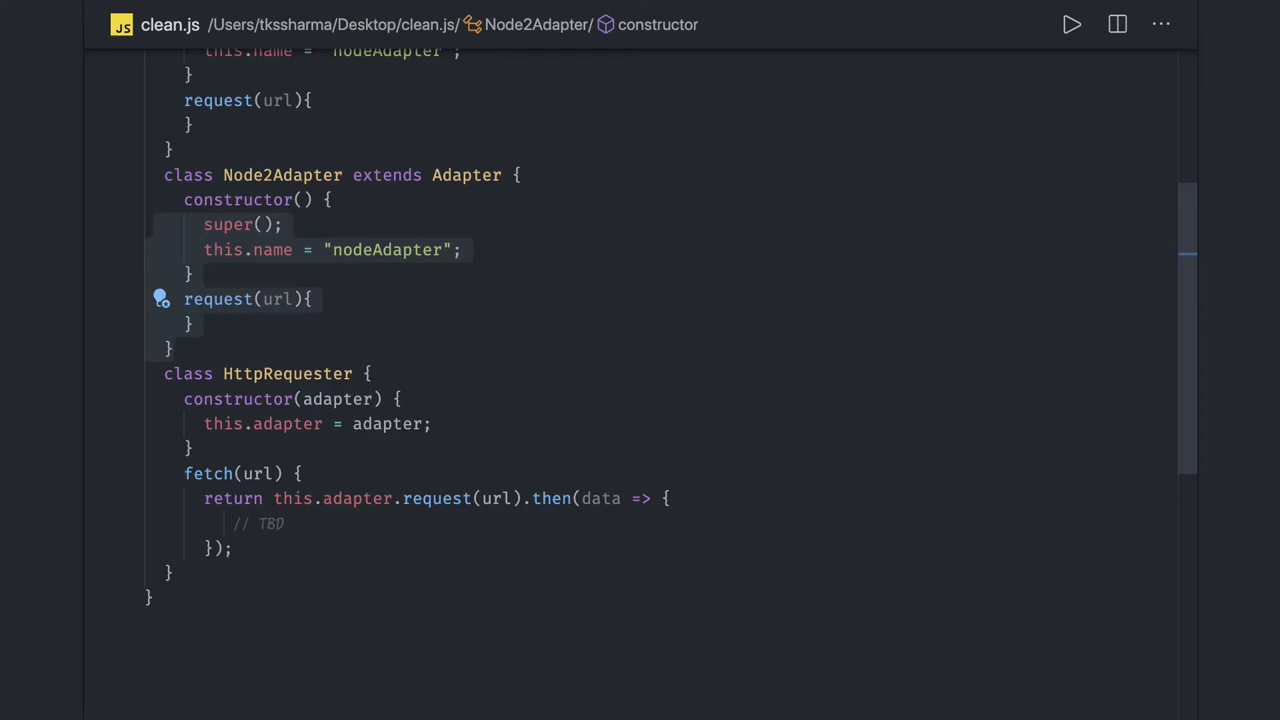 JS clean.js /Users/tkssharma/Desktop/clean.js/ Node2Adapter/ constructor
this.name = "nodeAdapter";
}
request(url){
}
}
class Node2Adapter extends Adapter {
constructor() {
super();
this.name = "nodeAdapter";
}
request(url){
}
}
class HttpRequester {
constructor(adapter) {
this.adapter = adapter;
}
fetch(url) {
return this.adapter.request(url).then(data => {
// TBD
});
}
}